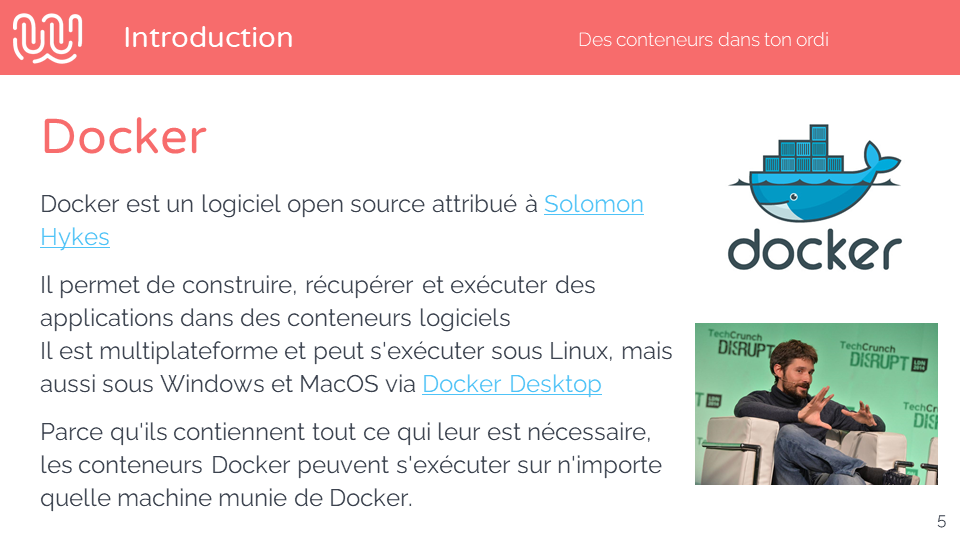 Introduction
Des conteneurs dans ton ordi
Docker
Docker est un logiciel open source attribué à Solomon
Hykes
Il permet de construire, récupérer et exécuter des
applications dans des conteneurs logiciels
Il est multiplateforme et peut s'exécuter sous Linux, mais
aussi sous Windows et MacOS via Docker Desktop
Parce qu'ils contiennent tout ce qui leur est nécessaire,
les conteneurs Docker peuvent s'exécuter sur n'importe
quelle machine munie de Docker.
docker
TechCrunch
DISRUPT
TechCrunch
DISRUPT
TechCrunch
5